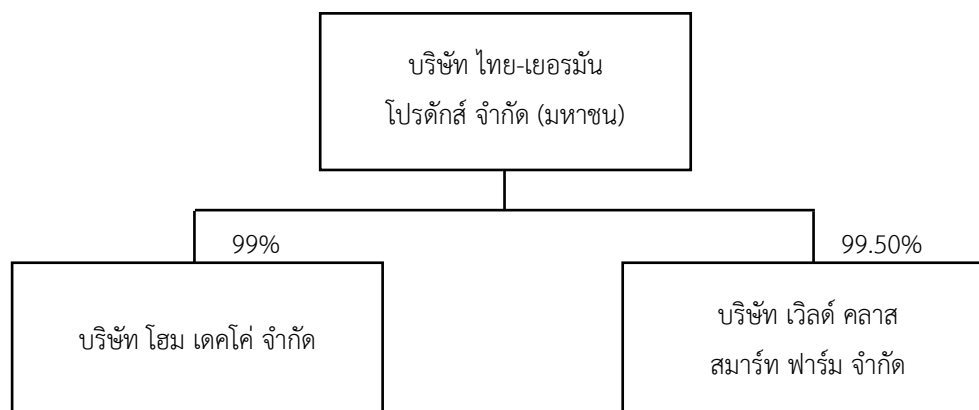 บริษัท ไทย-เยอรมัน
โปรดักส์ จำกัด (มหาชน)
99%
99.50%
บริษัท โฮม เดคโค่ จำกัด
บริษัท เวิลด์ คลาส
สมาร์ท ฟาร์ม จำกัด